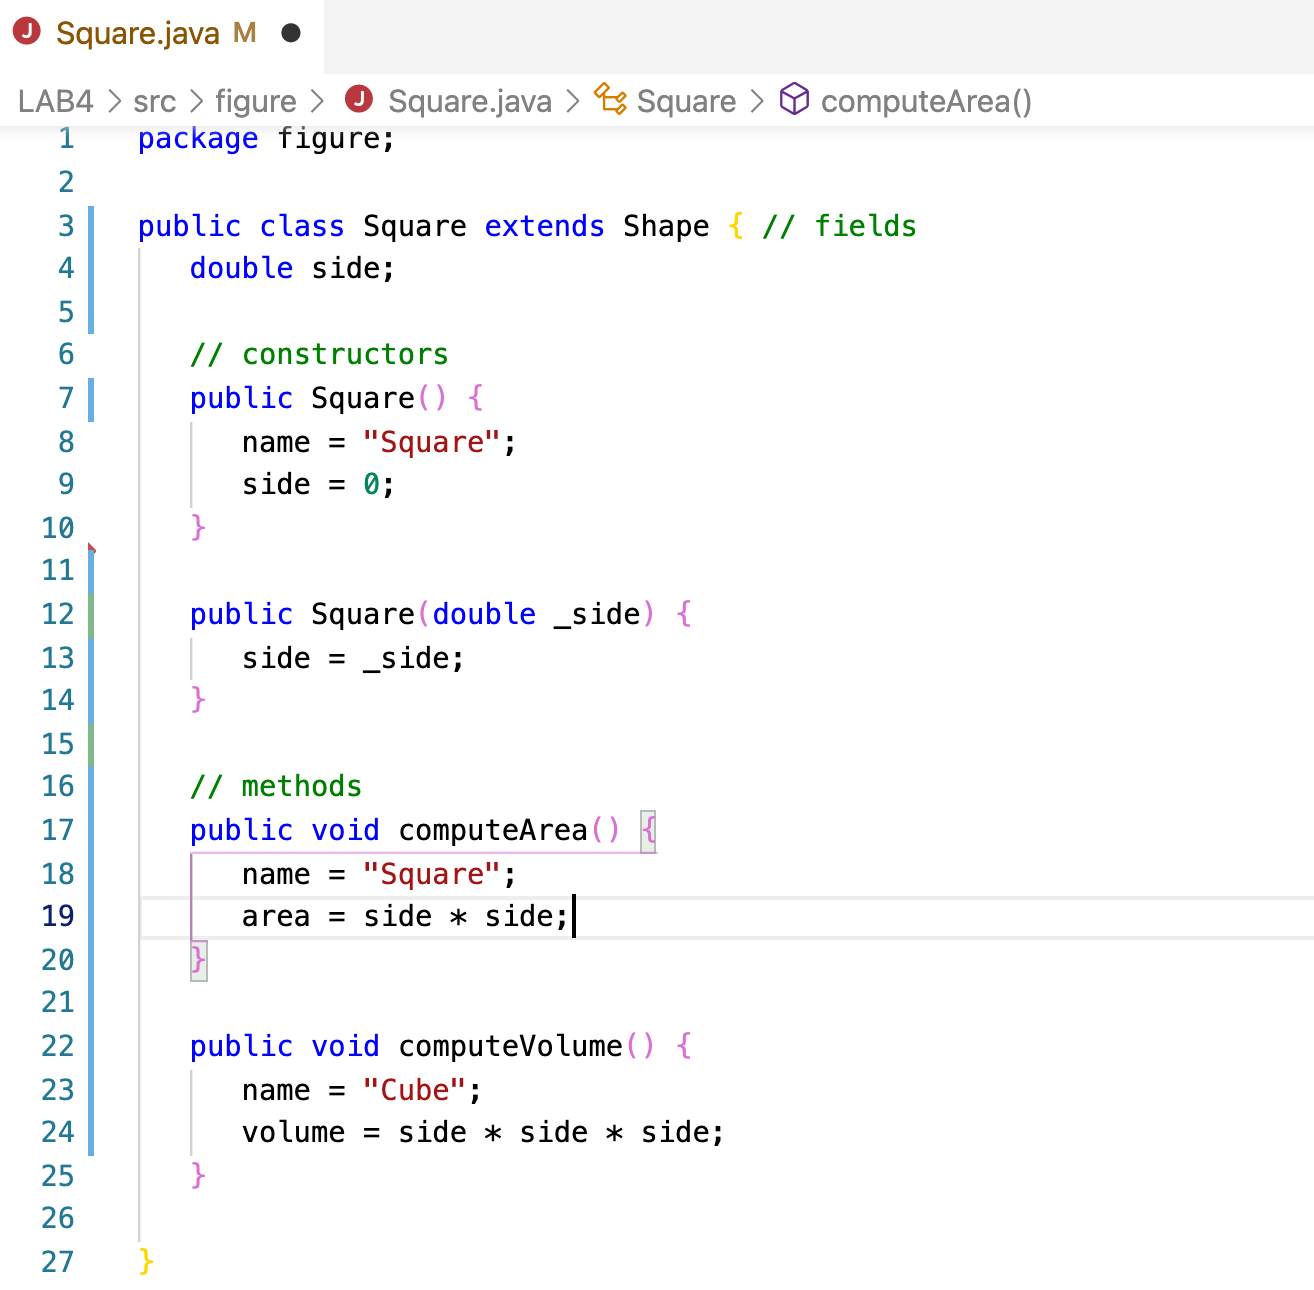 J Square.java M ●
LAB4 > src > figure > J Square.java > Square > computeArea()
1 package figure;
2
3 public class Square extends Shape { // fields
4    double side;
5
6    // constructors
7    public Square() {
8       name = "Square";
9       side = 0;
10    }
11
12    public Square(double _side) {
13       side = _side;
14    }
15
16    // methods
17    public void computeArea() {
18       name = "Square";
19       area = side * side;
20    }
21
22    public void computeVolume() {
23       name = "Cube";
24       volume = side * side * side;
25    }
26
27 }